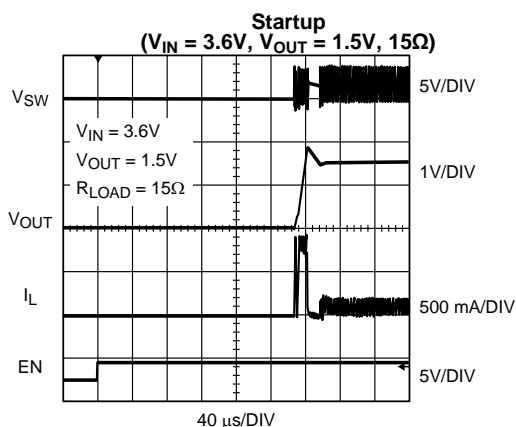 Startup
(VIN = 3.6V, VOUT = 1.5V, 15Ω)
VSW
5V/DIV
VIN = 3.6V
VOUT = 1.5V
RLOAD = 15Ω
1V/DIV
VOUT
IL
500 mA/DIV
EN
5V/DIV
40 µs/DIV